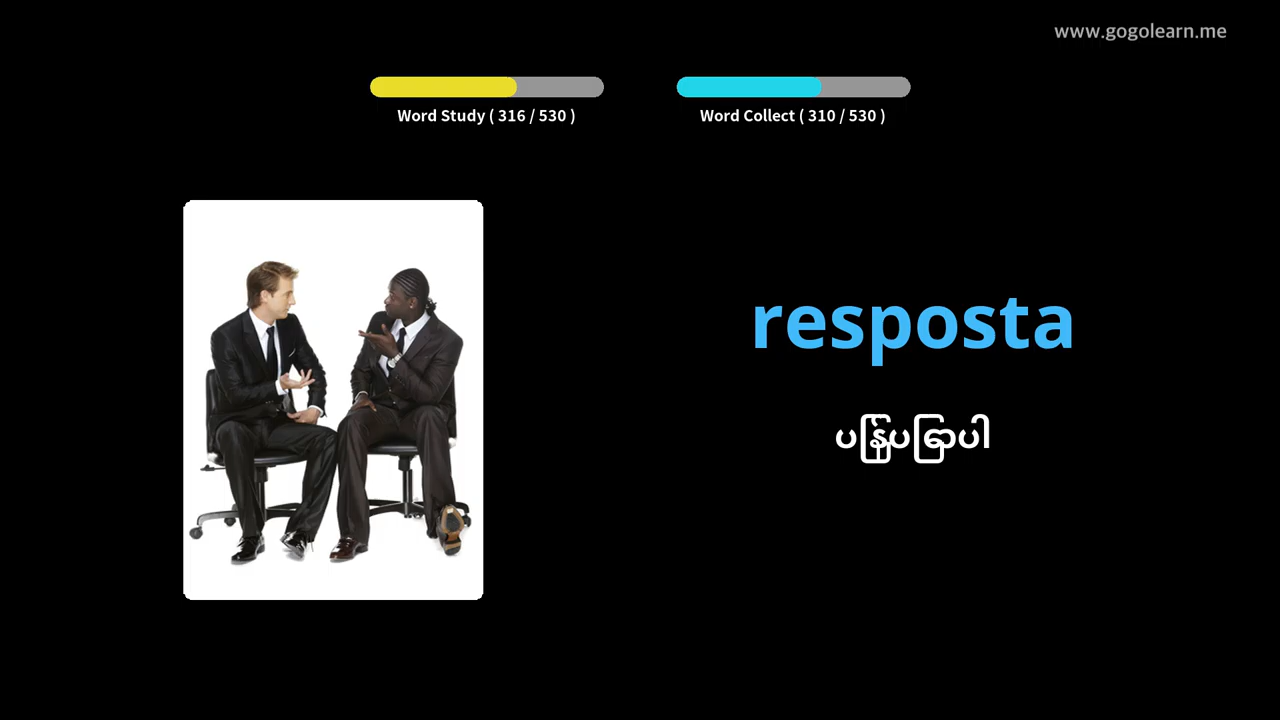 www.gogolearn.me
Word Study ( 316 / 530 )
Word Collect ( 310 / 530 )
resposta
ပြန်ပြောပါ